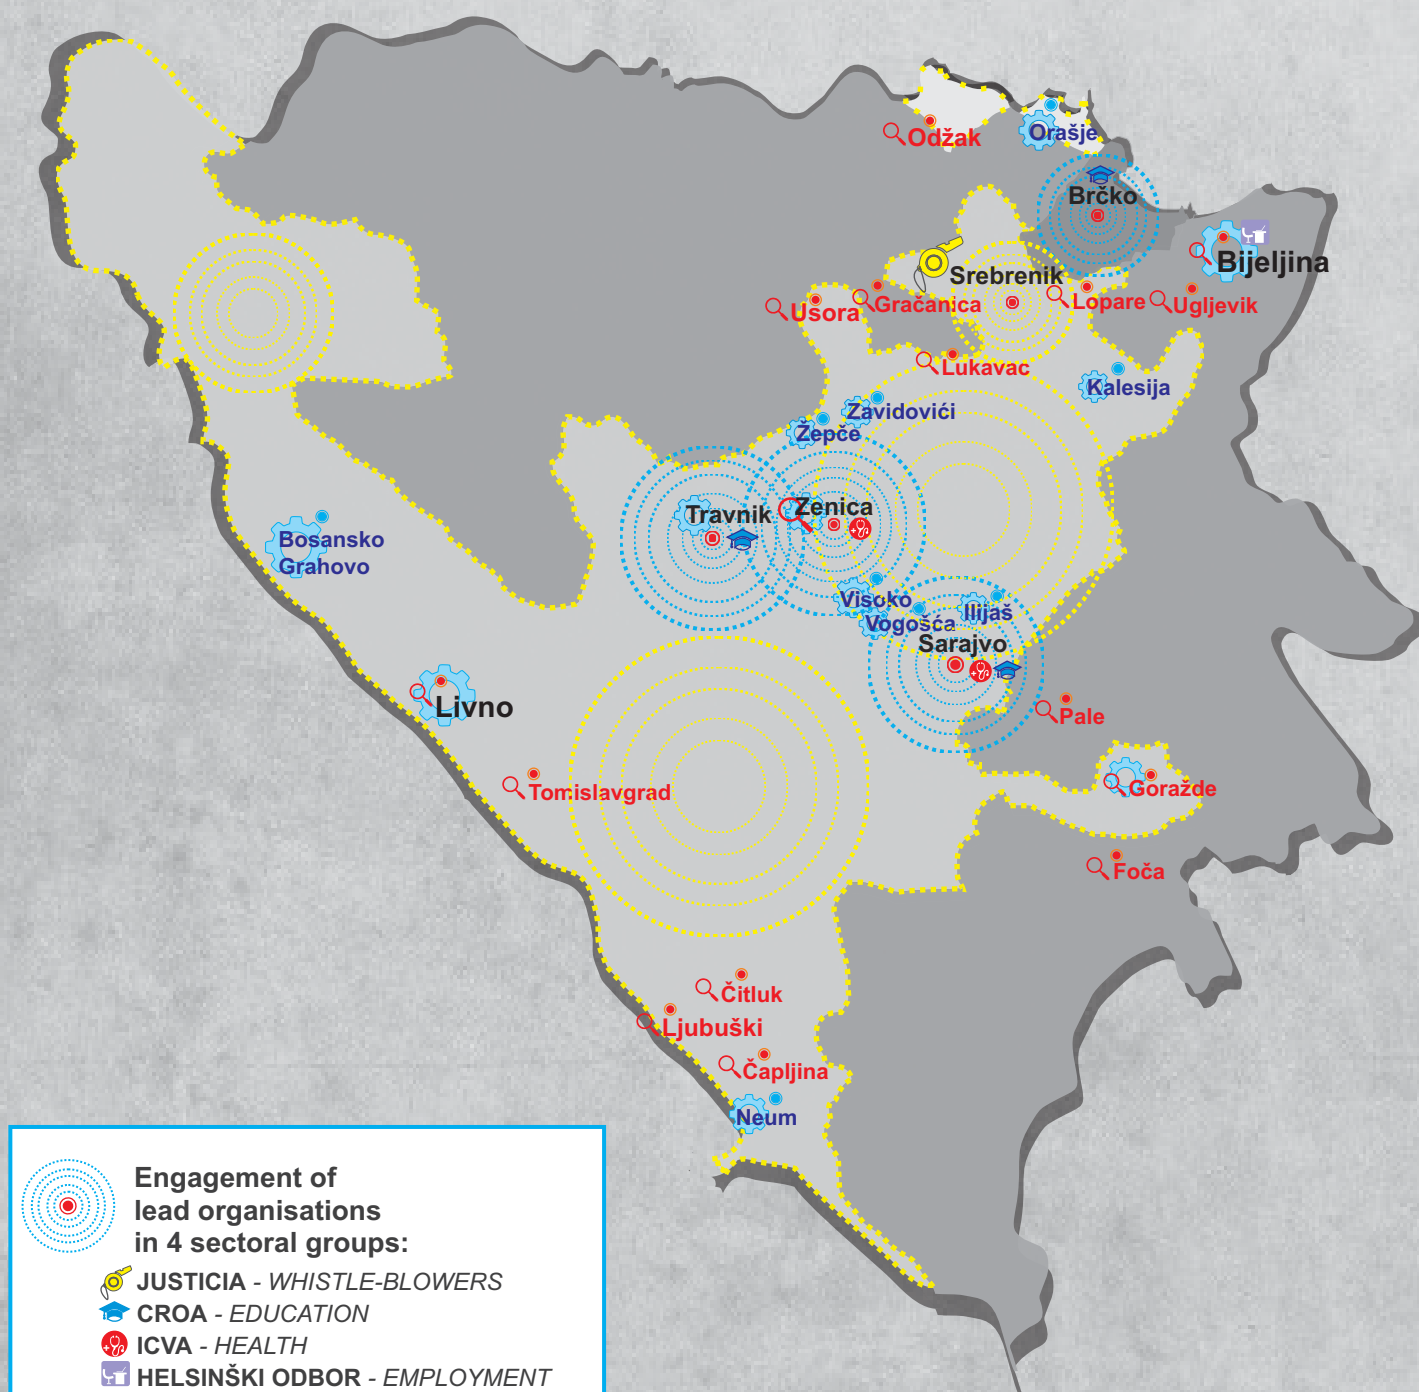 Odžak
Orašje
Brčko
Bijeljina
Srebrenik
Usora
Gračanica
Lopare
Ugljevik
Lukavac
Kalesija
Zavidovići
Žepče
Travnik
Zenica
Bosansko
Grahovo
Visoko
Vogošća
Ilijaš
Sarajvo
Livno
Pale
Tomislavgrad
Goražde
Foča
Čitluk
Ljubuški
Čapljina
Neum
Engagement of
lead organisations
in 4 sectoral groups:
JUSTICIA - WHISTLE-BLOWERS
CROA - EDUCATION
ICVA - HEALTH
HELSINŠKI ODBOR - EMPLOYMENT